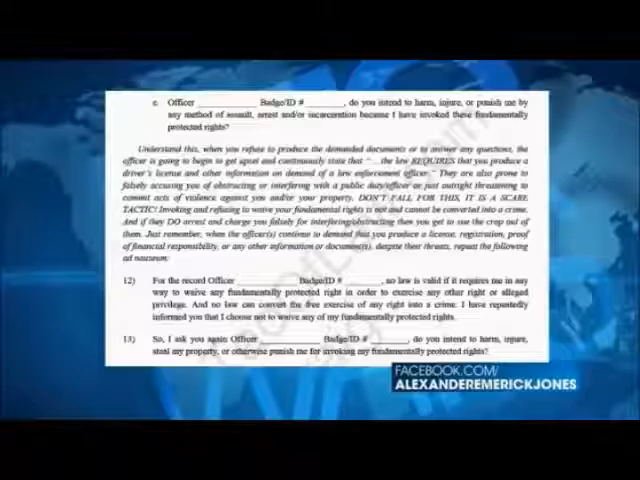 c. Officer ____________ Badge/ID # ________, do you intend to harm, injure, or punish me by
any method of assault, arrest and/or incarceration because I have invoked these fundamentally
protected rights?
Understand this, when you refuse to produce the demanded documents or to answer any questions, the
officer is going to begin to get upset and continuously state that "… the law REQUIRES that you produce a
driver's license and other information on demand of a law enforcement officer." They are also prone to
falsely accusing you of obstructing or interfering with a public duty/officer or just outright threatening to
commit acts of violence against you and/or your property. DON'T FALL FOR THIS, IT IS A SCARE
TACTIC! Invoking and refusing to waive your fundamental rights is not and cannot be converted into a crime.
And if they DO arrest and charge you falsely for interfering/obstructing then you get to sue the crap out of
them. Just remember, when the officer(s) continue to demand that you produce a license, registration, proof
of financial responsibility, or any other information or document(s), despite their threats, repeat the following
ad nauseum:
12) For the record Officer ____________ Badge/ID # ________, no law is valid if it requires me in any
way to waive any fundamentally protected right in order to exercise any other right or alleged
privilege. And no law can convert the free exercise of any right into a crime. I have repeatedly
informed you that I choose not to waive any of my fundamentally protected rights.
13) So, I ask you again Officer ____________ Badge/ID # ________, do you intend to harm, injure,
steal my property, or otherwise punish me for invoking my fundamentally protected rights?
FACEBOOK.COM/
ALEXANDEREMERICKJONES